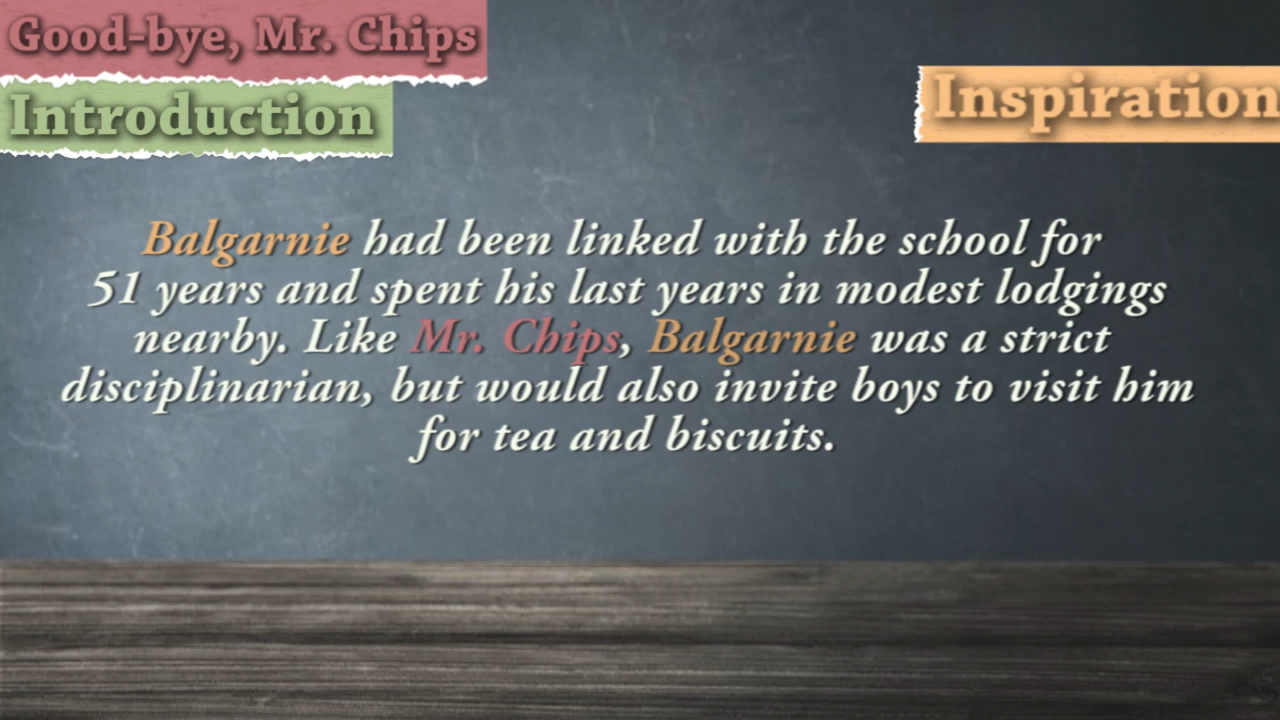 Good-bye, Mr. Chips
Introduction
Inspiration
Balgarnie had been linked with the school for
51 years and spent his last years in modest lodgings
nearby. Like Mr. Chips, Balgarnie was a strict
disciplinarian, but would also invite boys to visit him
for tea and biscuits.